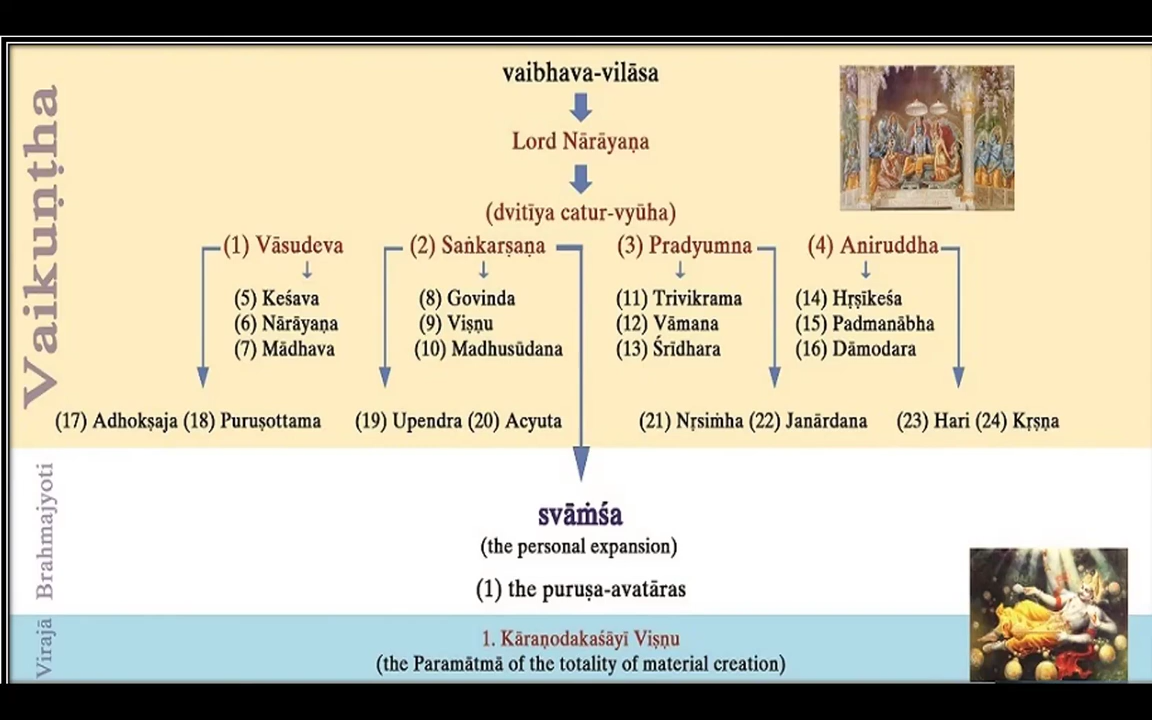 Vaikuṇṭha
vaibhava-vilāsa
Lord Nārāyaṇa
(dvitīya catur-vyūha)
(1) Vāsudeva (2) Saṅkarṣaṇa (3) Pradyumna (4) Aniruddha
(5) Keśava (8) Govinda (11) Trivikrama (14) Hṛṣīkeśa
(6) Nārāyaṇa (9) Viṣṇu (12) Vāmana (15) Padmanābha
(7) Mādhava (10) Madhusūdana (13) Śrīdhara (16) Dāmodara
(17) Adhokṣaja (18) Puruṣottama (19) Upendra (20) Acyuta (21) Nṛsiṁha (22) Janārdana (23) Hari (24) Kṛṣṇa
Brahmajyoti
svāṁśa
(the personal expansion)
(1) the puruṣa-avatāras
Virajā
1. Kāraṇodakaśāyī Viṣṇu
(the Paramātmā of the totality of material creation)